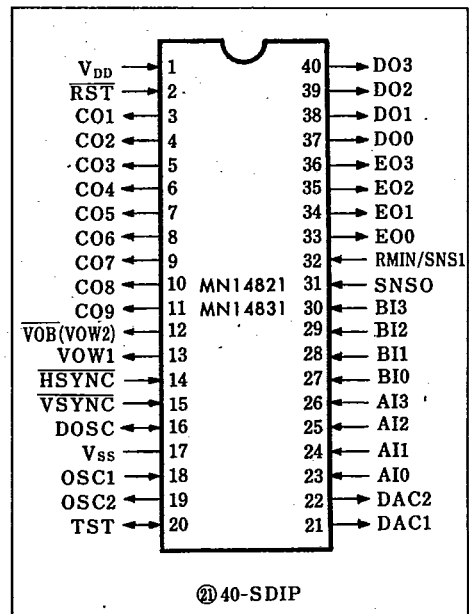 VDD 1 40 DO3
RST 2 39 DO2
CO1 3 38 DO1
CO2 4 37 DO0
CO3 5 36 EO3
CO4 6 35 EO2
CO5 7 34 EO1
CO6 8 33 EO0
CO7 9 32 RMIN/SNS1
CO8 10 MN14821 31 SNSO
CO9 11 MN14831 30 BI3
VOB(VOW2) 12 29 BI2
VOW1 13 28 BI1
HSYNC 14 27 BI0
VSYNC 15 26 AI3
DOSC 16 25 AI2
VSS 17 24 AI1
OSC1 18 23 AI0
OSC2 19 22 DAC2
TST 20 21 DAC1
㉑ 40-SDIP